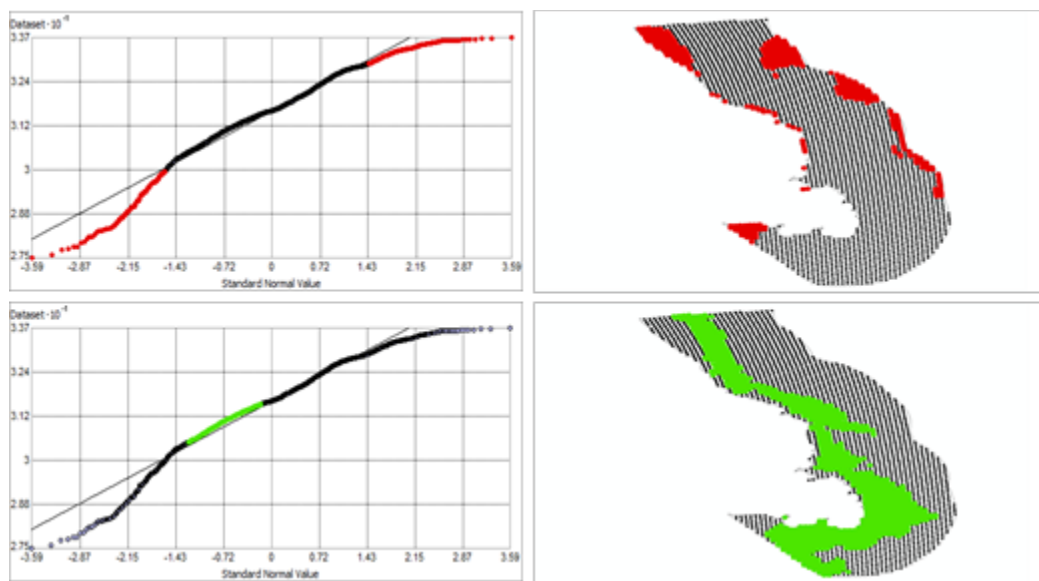 Dataset · 10⁻¹
3.37
3.24
3.12
3
2.88
2.75
-3.59 -2.87 -2.15 -1.43 -0.72 0 0.72 1.43 2.15 2.87 3.59
Standard Normal Value
Dataset · 10⁻¹
3.37
3.24
3.12
3
2.88
2.75
-3.59 -2.87 -2.15 -1.43 -0.72 0 0.72 1.43 2.15 2.87 3.59
Standard Normal Value